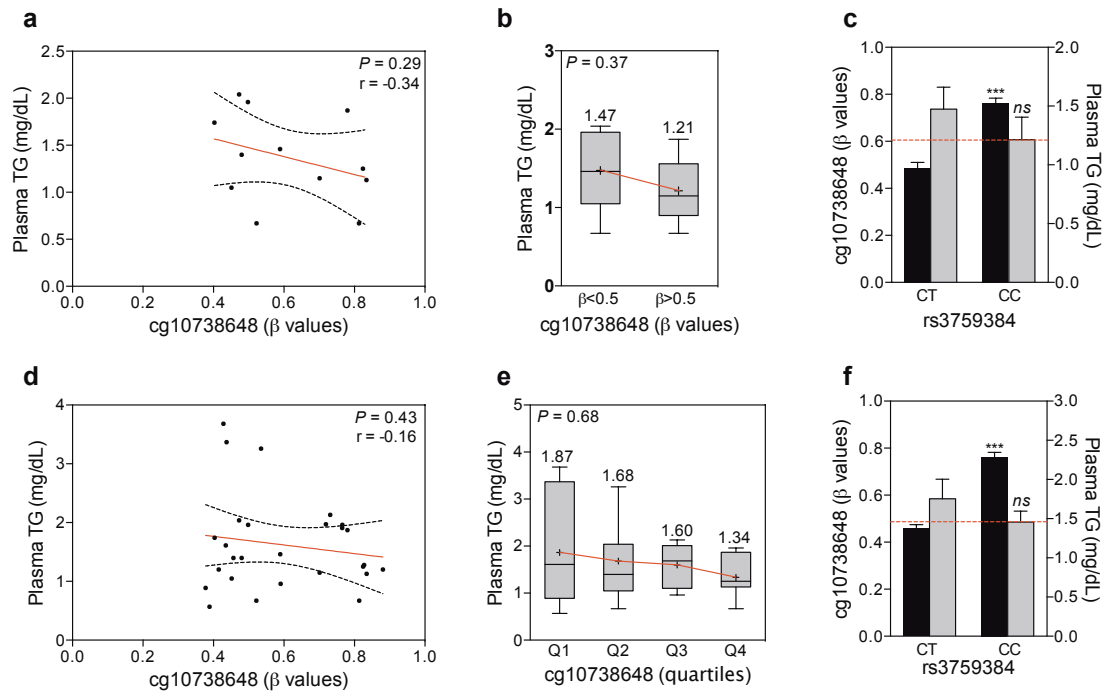 a
P = 0.29
r = -0.34
Plasma TG (mg/dL)
2.5
2.0
1.5
1.0
0.5
0.0
0.0 0.2 0.4 0.6 0.8 1.0
cg10738648 (β values)
b
P = 0.37
Plasma TG (mg/dL)
3
2
1
0
1.47
1.21
β<0.5 β>0.5
cg10738648 (β values)
c
cg10738648 (β values)
1.0
0.8
0.6
0.4
0.2
0.0
***
ns
2.0
1.5
1.0
0.5
0.0
Plasma TG (mg/dL)
CT CC
rs3759384
d
P = 0.43
r = -0.16
Plasma TG (mg/dL)
4
3
2
1
0
0.0 0.2 0.4 0.6 0.8 1.0
cg10738648 (β values)
e
P = 0.68
Plasma TG (mg/dL)
5
4
3
2
1
0
1.87
1.68
1.60
1.34
Q1 Q2 Q3 Q4
cg10738648 (quartiles)
f
cg10738648 (β values)
1.0
0.8
0.6
0.4
0.2
0.0
***
ns
3.0
2.5
2.0
1.5
1.0
0.5
0.0
Plasma TG (mg/dL)
CT CC
rs3759384